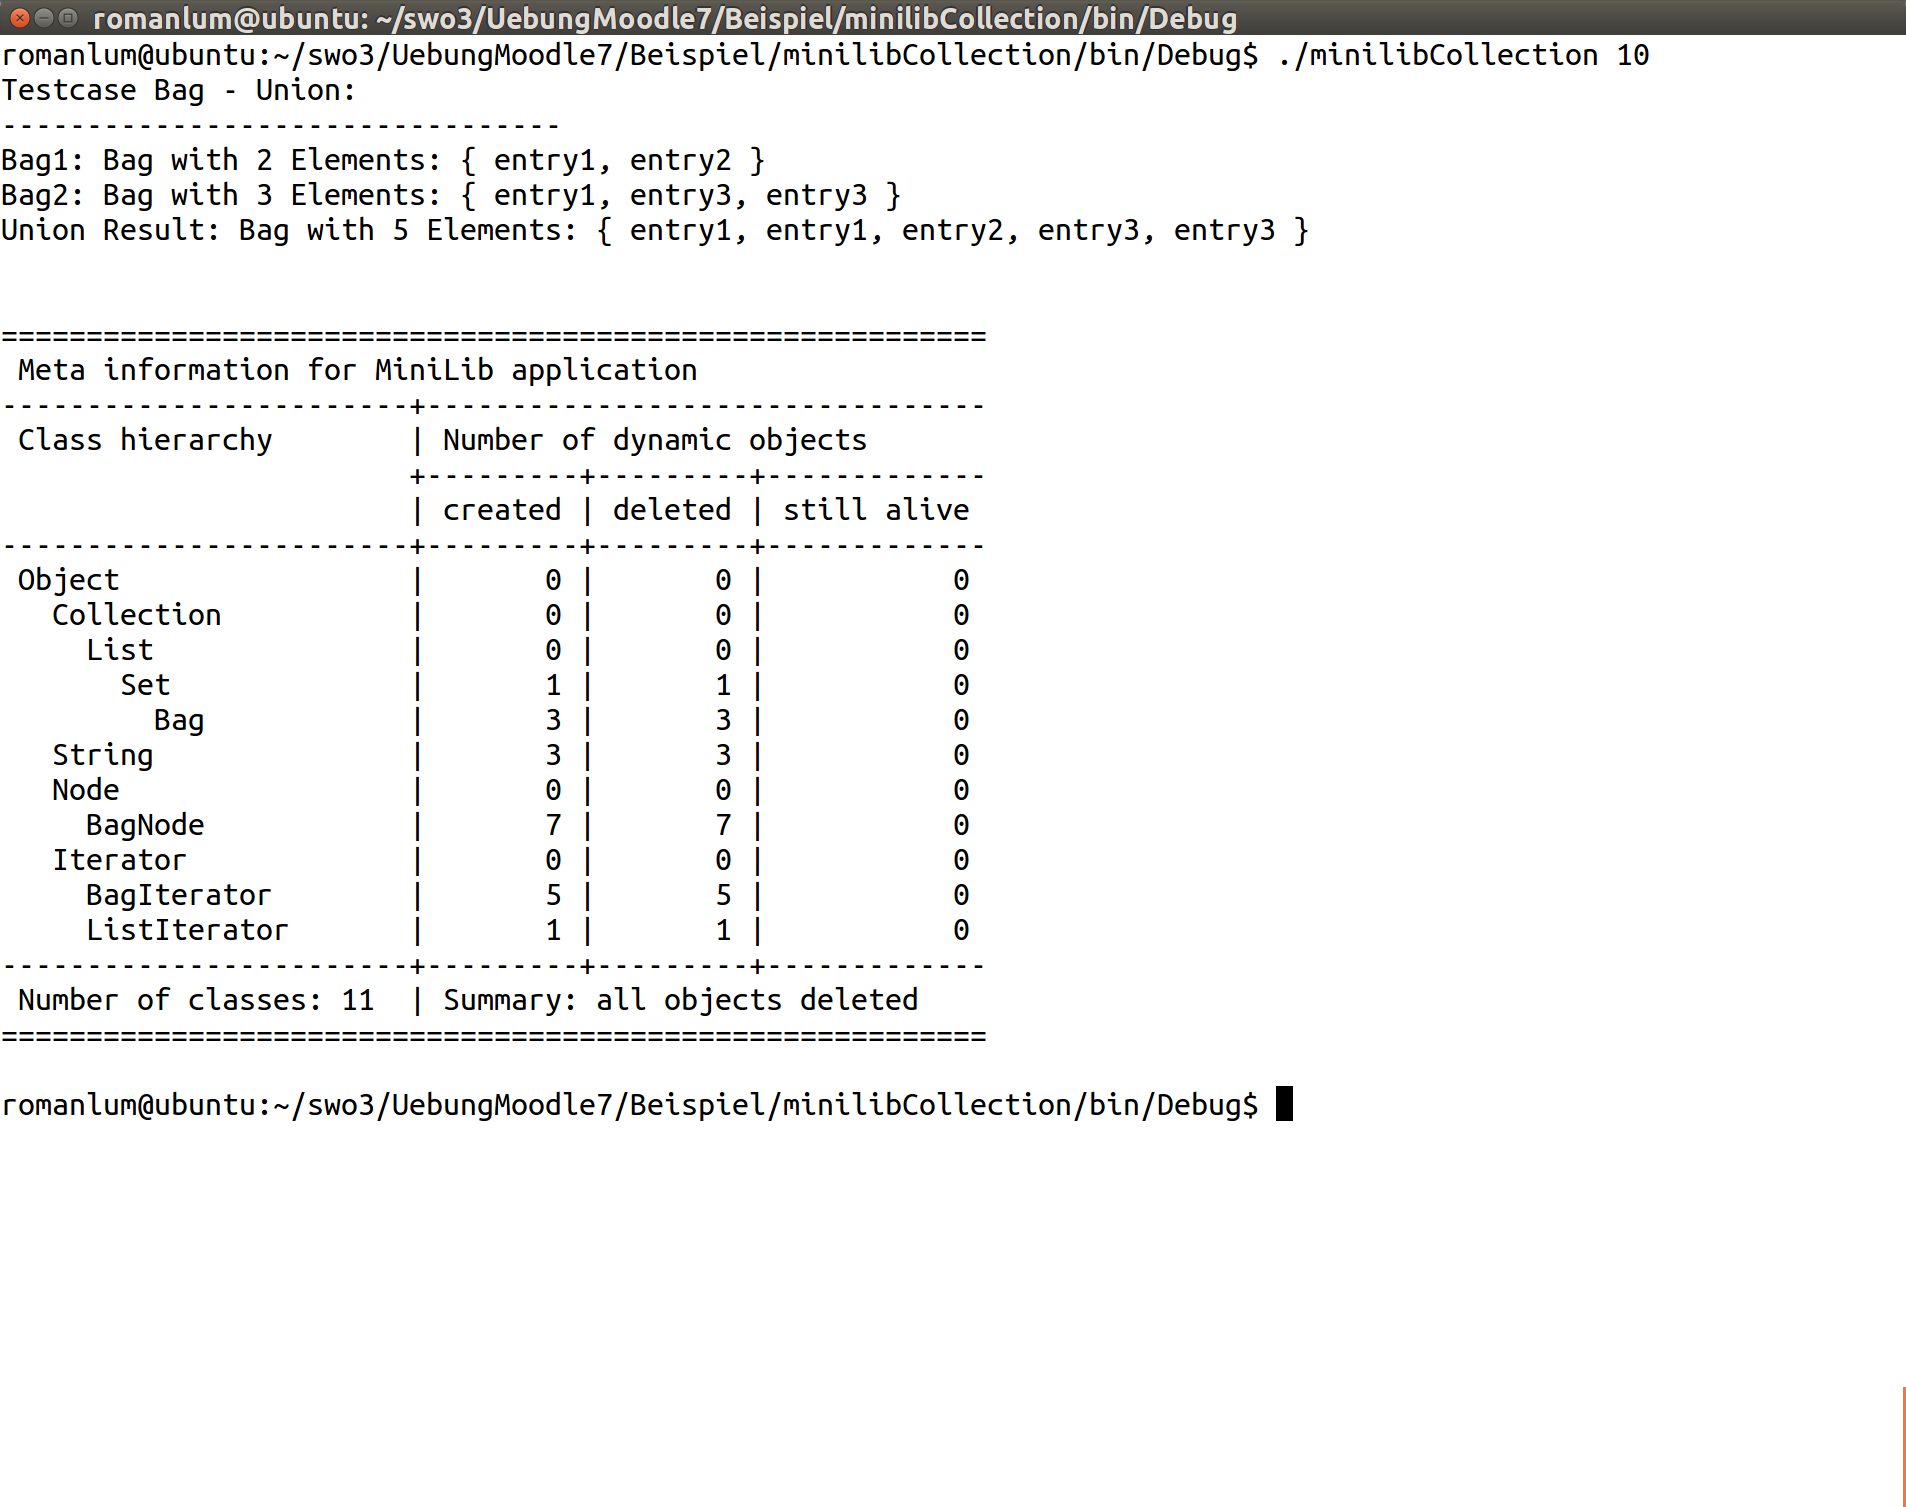 romanlum@ubuntu: ~/swo3/UebungMoodle7/Beispiel/minilibCollection/bin/Debug
romanlum@ubuntu:~/swo3/UebungMoodle7/Beispiel/minilibCollection/bin/Debug$ ./minilibCollection 10
Testcase Bag - Union:
---------------------------------
Bag1: Bag with 2 Elements: { entry1, entry2 }
Bag2: Bag with 3 Elements: { entry1, entry3, entry3 }
Union Result: Bag with 5 Elements: { entry1, entry1, entry2, entry3, entry3 }
==========================================================
 Meta information for MiniLib application
------------------------+---------------------------------
 Class hierarchy        | Number of dynamic objects
                        +---------+---------+-------------
                        | created | deleted | still alive
------------------------+---------+---------+-------------
 Object                 |       0 |       0 |           0
   Collection           |       0 |       0 |           0
     List               |       0 |       0 |           0
       Set              |       1 |       1 |           0
         Bag            |       3 |       3 |           0
   String               |       3 |       3 |           0
   Node                 |       0 |       0 |           0
     BagNode            |       7 |       7 |           0
   Iterator             |       0 |       0 |           0
     BagIterator        |       5 |       5 |           0
     ListIterator       |       1 |       1 |           0
------------------------+---------+---------+-------------
 Number of classes: 11  | Summary: all objects deleted
==========================================================
romanlum@ubuntu:~/swo3/UebungMoodle7/Beispiel/minilibCollection/bin/Debug$